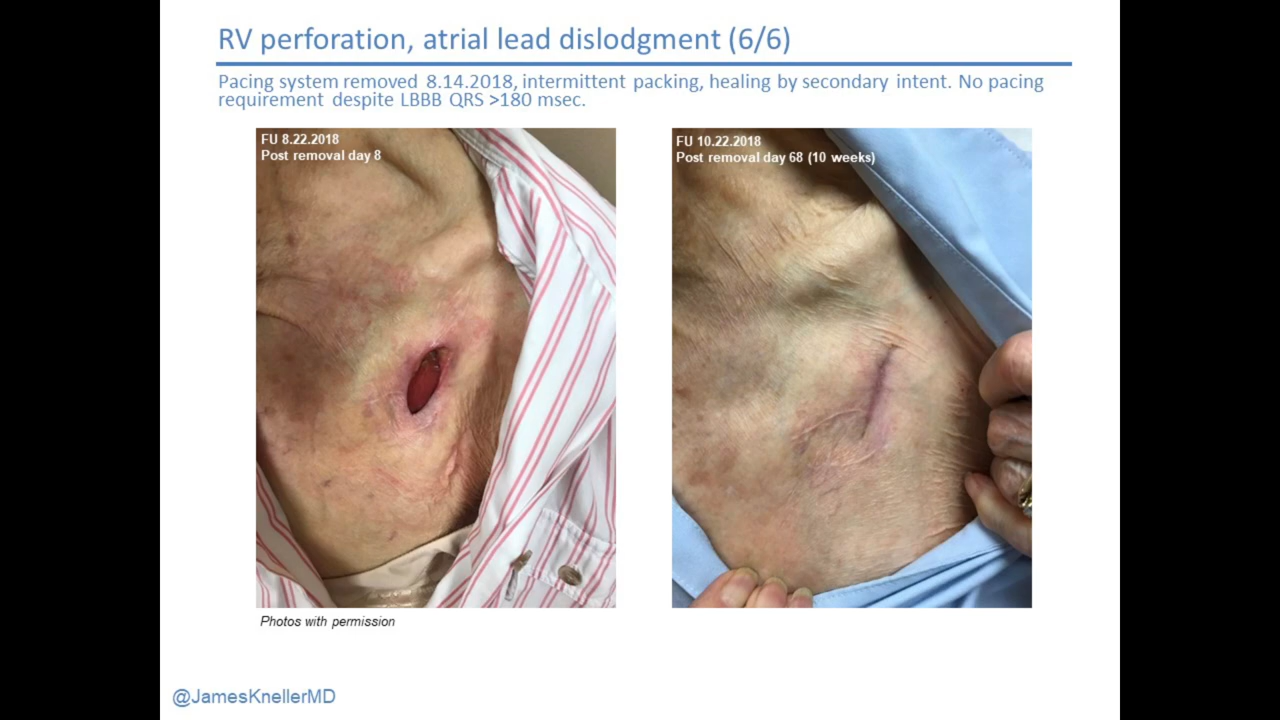 RV perforation, atrial lead dislodgment (6/6)
Pacing system removed 8.14.2018, intermittent packing, healing by secondary intent. No pacing
requirement despite LBBB QRS >180 msec.
FU 8.22.2018
Post removal day 8
FU 10.22.2018
Post removal day 68 (10 weeks)
Photos with permission
@JamesKnellerMD